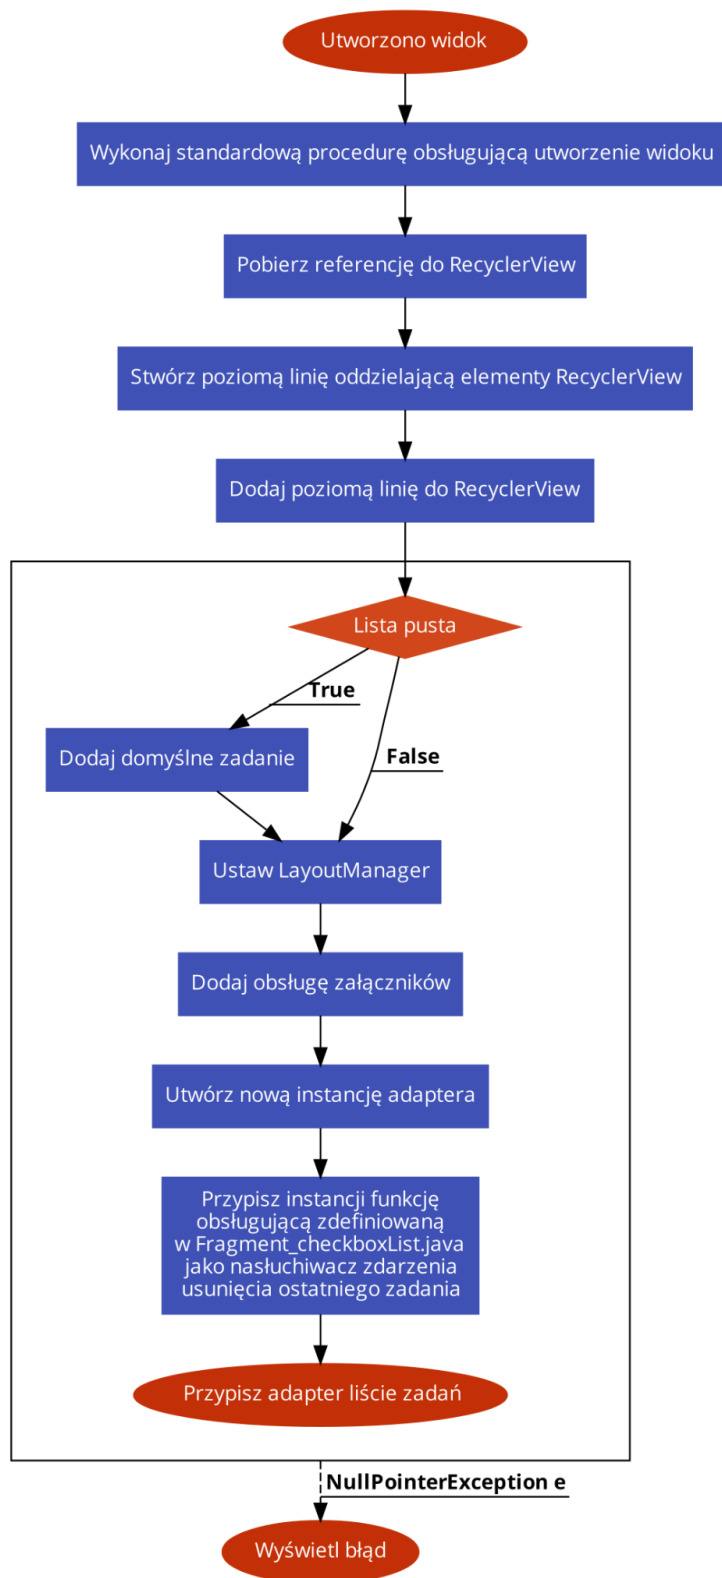 Utworzono widok
Wykonaj standardową procedurę obsługującą utworzenie widoku
Pobierz referencję do RecyclerView
Stwórz poziomą linię oddzielającą elementy RecyclerView
Dodaj poziomą linię do RecyclerView
Lista pusta
True
Dodaj domyślne zadanie
False
Ustaw LayoutManager
Dodaj obsługę załączników
Utwórz nową instancję adaptera
Przypisz instancji funkcję
obsługującą zdefiniowaną
w Fragment_checkboxList.java
jako nasłuchiwacz zdarzenia
usunięcia ostatniego zadania
Przypisz adapter liście zadań
NullPointerException e
Wyświetl błąd